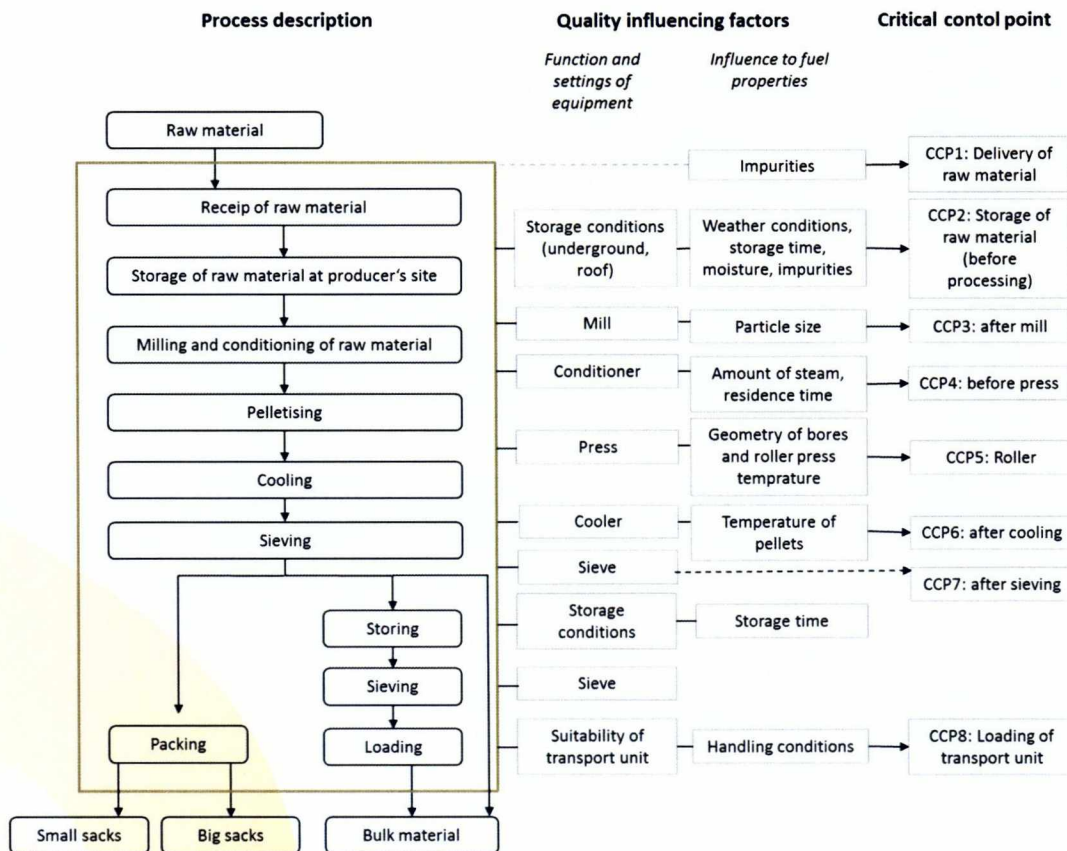 Process description
Quality influencing factors
Critical contol point
Function and
settings of
equipment
Influence to fuel
properties
Raw material
Receip of raw material
Storage of raw material at producer's site
Milling and conditioning of raw material
Pelletising
Cooling
Sieving
Storing
Sieving
Packing
Loading
Small sacks
Big sacks
Bulk material
Impurities
CCP1: Delivery of
raw material
Storage conditions
(underground,
roof)
Weather conditions,
storage time,
moisture, impurities
CCP2: Storage of
raw material
(before
processing)
Mill
Particle size
CCP3: after mill
Conditioner
Amount of steam,
residence time
CCP4: before press
Press
Geometry of bores
and roller press
temprature
CCP5: Roller
Cooler
Temperature of
pellets
CCP6: after cooling
Sieve
CCP7: after sieving
Storage
conditions
Storage time
Sieve
Suitability of
transport unit
Handling conditions
CCP8: Loading of
transport unit